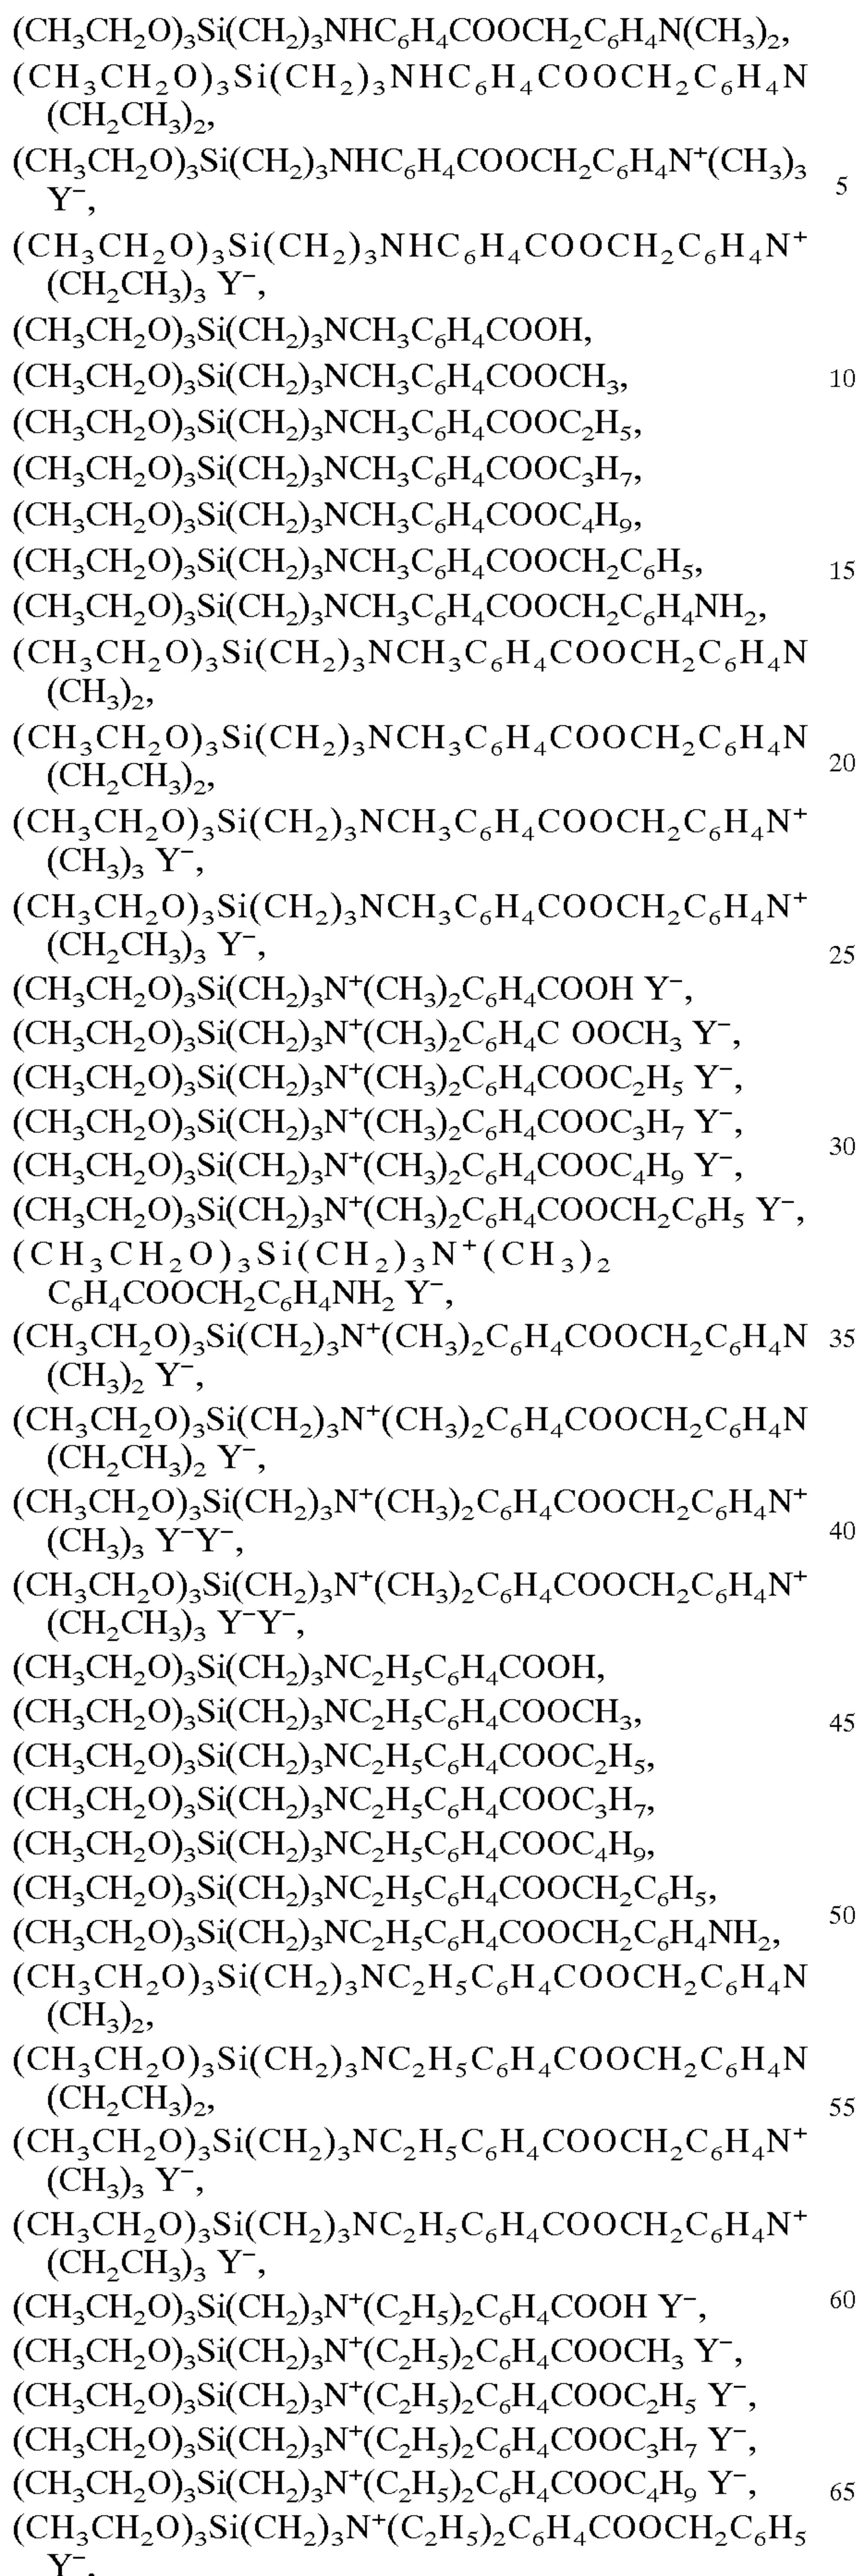 (CH₃CH₂O)₃Si(CH₂)₃NHC₆H₄COOCH₂C₆H₄N(CH₃)₂,
(CH₃CH₂O)₃Si(CH₂)₃NHC₆H₄COOCH₂C₆H₄N
(CH₂CH₃)₂,
(CH₃CH₂O)₃Si(CH₂)₃NHC₆H₄COOCH₂C₆H₄N⁺(CH₃)₃
Y⁻, 5
(CH₃CH₂O)₃Si(CH₂)₃NHC₆H₄COOCH₂C₆H₄N⁺
(CH₂CH₃)₃ Y⁻,
(CH₃CH₂O)₃Si(CH₂)₃NCH₃C₆H₄COOH,
(CH₃CH₂O)₃Si(CH₂)₃NCH₃C₆H₄COOCH₃, 10
(CH₃CH₂O)₃Si(CH₂)₃NCH₃C₆H₄COOC₂H₅,
(CH₃CH₂O)₃Si(CH₂)₃NCH₃C₆H₄COOC₃H₇,
(CH₃CH₂O)₃Si(CH₂)₃NCH₃C₆H₄COOC₄H₉,
(CH₃CH₂O)₃Si(CH₂)₃NCH₃C₆H₄COOCH₂C₆H₅, 15
(CH₃CH₂O)₃Si(CH₂)₃NCH₃C₆H₄COOCH₂C₆H₄NH₂,
(CH₃CH₂O)₃Si(CH₂)₃NCH₃C₆H₄COOCH₂C₆H₄N
(CH₃)₂,
(CH₃CH₂O)₃Si(CH₂)₃NCH₃C₆H₄COOCH₂C₆H₄N
(CH₂CH₃)₂, 20
(CH₃CH₂O)₃Si(CH₂)₃NCH₃C₆H₄COOCH₂C₆H₄N⁺
(CH₃)₃ Y⁻,
(CH₃CH₂O)₃Si(CH₂)₃NCH₃C₆H₄COOCH₂C₆H₄N⁺
(CH₂CH₃)₃ Y⁻, 25
(CH₃CH₂O)₃Si(CH₂)₃N⁺(CH₃)₂C₆H₄COOH Y⁻,
(CH₃CH₂O)₃Si(CH₂)₃N⁺(CH₃)₂C₆H₄C OOCH₃ Y⁻,
(CH₃CH₂O)₃Si(CH₂)₃N⁺(CH₃)₂C₆H₄COOC₂H₅ Y⁻,
(CH₃CH₂O)₃Si(CH₂)₃N⁺(CH₃)₂C₆H₄COOC₃H₇ Y⁻, 30
(CH₃CH₂O)₃Si(CH₂)₃N⁺(CH₃)₂C₆H₄COOC₄H₉ Y⁻,
(CH₃CH₂O)₃Si(CH₂)₃N⁺(CH₃)₂C₆H₄COOCH₂C₆H₅ Y⁻,
(CH₃CH₂O)₃Si(CH₂)₃N⁺(CH₃)₂
C₆H₄COOCH₂C₆H₄NH₂ Y⁻,
(CH₃CH₂O)₃Si(CH₂)₃N⁺(CH₃)₂C₆H₄COOCH₂C₆H₄N 35
(CH₃)₂ Y⁻,
(CH₃CH₂O)₃Si(CH₂)₃N⁺(CH₃)₂C₆H₄COOCH₂C₆H₄N
(CH₂CH₃)₂ Y⁻,
(CH₃CH₂O)₃Si(CH₂)₃N⁺(CH₃)₂C₆H₄COOCH₂C₆H₄N⁺
(CH₃)₃ Y⁻Y⁻, 40
(CH₃CH₂O)₃Si(CH₂)₃N⁺(CH₃)₂C₆H₄COOCH₂C₆H₄N⁺
(CH₂CH₃)₃ Y⁻Y⁻,
(CH₃CH₂O)₃Si(CH₂)₃NC₂H₅C₆H₄COOH,
(CH₃CH₂O)₃Si(CH₂)₃NC₂H₅C₆H₄COOCH₃, 45
(CH₃CH₂O)₃Si(CH₂)₃NC₂H₅C₆H₄COOC₂H₅,
(CH₃CH₂O)₃Si(CH₂)₃NC₂H₅C₆H₄COOC₃H₇,
(CH₃CH₂O)₃Si(CH₂)₃NC₂H₅C₆H₄COOC₄H₉,
(CH₃CH₂O)₃Si(CH₂)₃NC₂H₅C₆H₄COOCH₂C₆H₅, 50
(CH₃CH₂O)₃Si(CH₂)₃NC₂H₅C₆H₄COOCH₂C₆H₄NH₂,
(CH₃CH₂O)₃Si(CH₂)₃NC₂H₅C₆H₄COOCH₂C₆H₄N
(CH₃)₂,
(CH₃CH₂O)₃Si(CH₂)₃NC₂H₅C₆H₄COOCH₂C₆H₄N
(CH₂CH₃)₂, 55
(CH₃CH₂O)₃Si(CH₂)₃NC₂H₅C₆H₄COOCH₂C₆H₄N⁺
(CH₃)₃ Y⁻,
(CH₃CH₂O)₃Si(CH₂)₃NC₂H₅C₆H₄COOCH₂C₆H₄N⁺
(CH₂CH₃)₃ Y⁻,
(CH₃CH₂O)₃Si(CH₂)₃N⁺(C₂H₅)₂C₆H₄COOH Y⁻, 60
(CH₃CH₂O)₃Si(CH₂)₃N⁺(C₂H₅)₂C₆H₄COOCH₃ Y⁻,
(CH₃CH₂O)₃Si(CH₂)₃N⁺(C₂H₅)₂C₆H₄COOC₂H₅ Y⁻,
(CH₃CH₂O)₃Si(CH₂)₃N⁺(C₂H₅)₂C₆H₄COOC₃H₇ Y⁻,
(CH₃CH₂O)₃Si(CH₂)₃N⁺(C₂H₅)₂C₆H₄COOC₄H₉ Y⁻, 65
(CH₃CH₂O)₃Si(CH₂)₃N⁺(C₂H₅)₂C₆H₄COOCH₂C₆H₅
Y⁻,